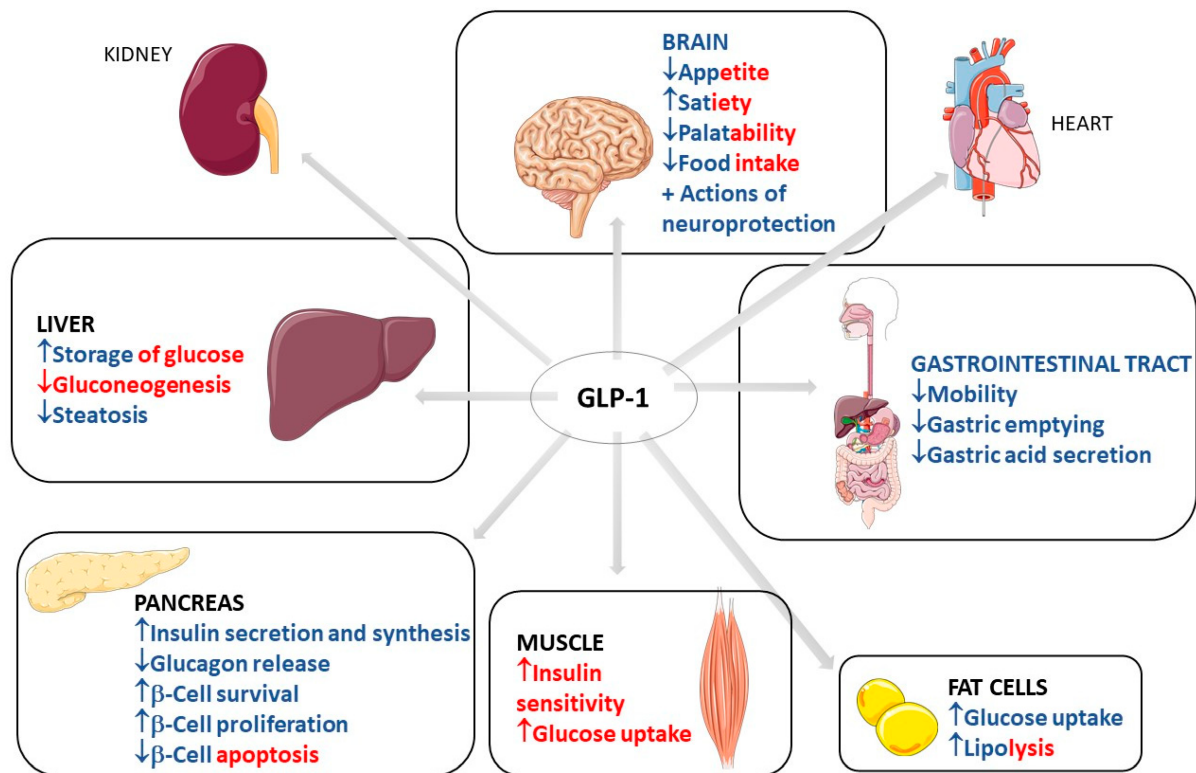 KIDNEY
BRAIN
↓Appetite
↑Satiety
↓Palatability
↓Food intake
+ Actions of
neuroprotection
HEART
LIVER
↑Storage of glucose
↓Gluconeogenesis
↓Steatosis
GLP-1
GASTROINTESTINAL TRACT
↓Mobility
↓Gastric emptying
↓Gastric acid secretion
PANCREAS
↑Insulin secretion and synthesis
↓Glucagon release
↑β-Cell survival
↑β-Cell proliferation
↓β-Cell apoptosis
MUSCLE
↑Insulin
sensitivity
↑Glucose uptake
FAT CELLS
↑Glucose uptake
↑Lipolysis